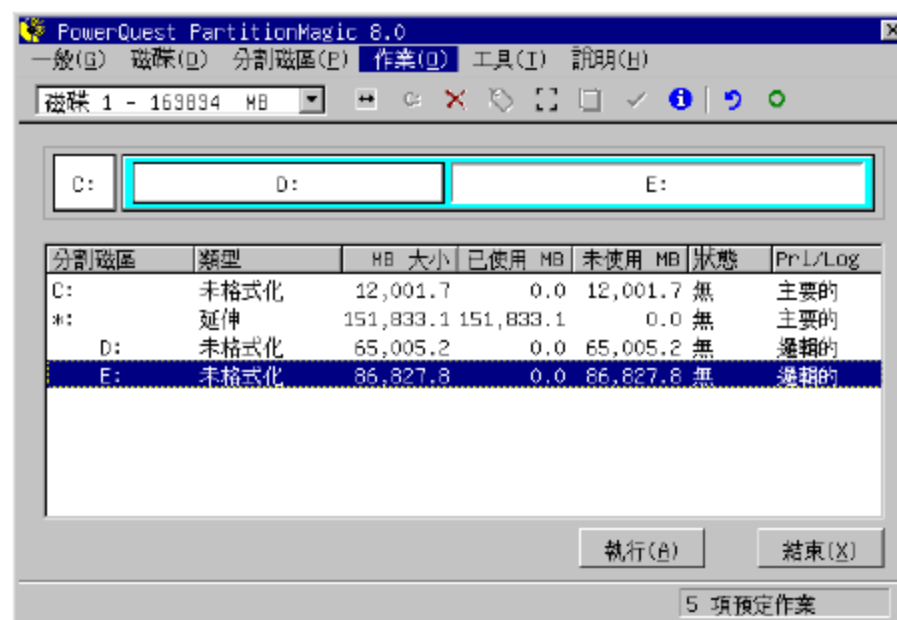 PowerQuest PartitionMagic 8.0
一般(G) 磁碟(D) 分割磁區(P) 作業(O) 工具(T) 說明(H)
磁碟 1 - 169834 MB
C: D: E:
分割磁區 類型 MB 大小 已使用 MB 未使用 MB 狀態 Pri/Log
C: 未格式化 12,001.7 0.0 12,001.7 無 主要的
*: 延伸 151,833.1 151,833.1 0.0 無 主要的
D: 未格式化 65,005.2 0.0 65,005.2 無 邏輯的
E: 未格式化 86,827.8 0.0 86,827.8 無 邏輯的
執行(A) 結束(X)
5 項預定作業